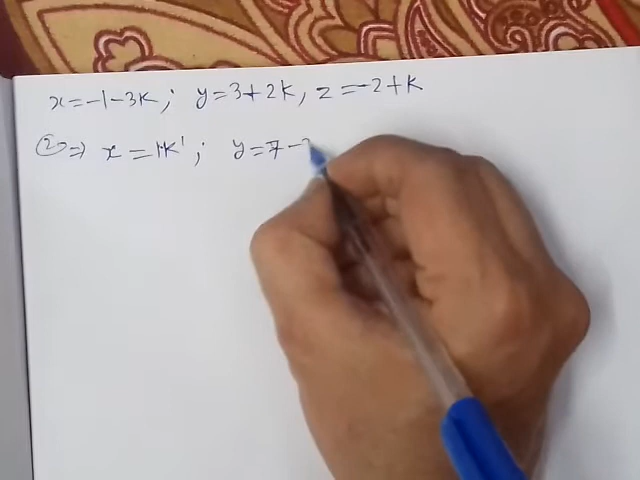 x=-1-3k; y=3+2k, z=-2+k
② ⇒ x=1k'; y=7-